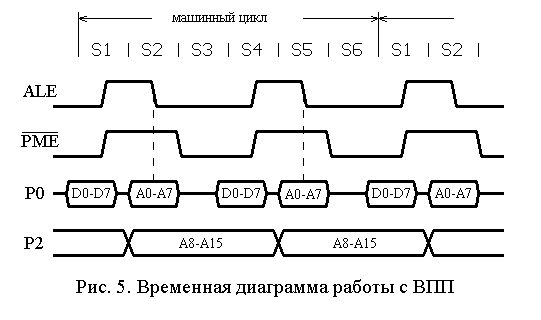 машинный цикл
S1 S2 S3 S4 S5 S6 S1 S2
ALE
PME
P0 D0-D7 A0-A7 D0-D7 A0-A7 D0-D7 A0-A7
P2 A8-A15 A8-A15
Рис. 5. Временная диаграмма работы с ВПП